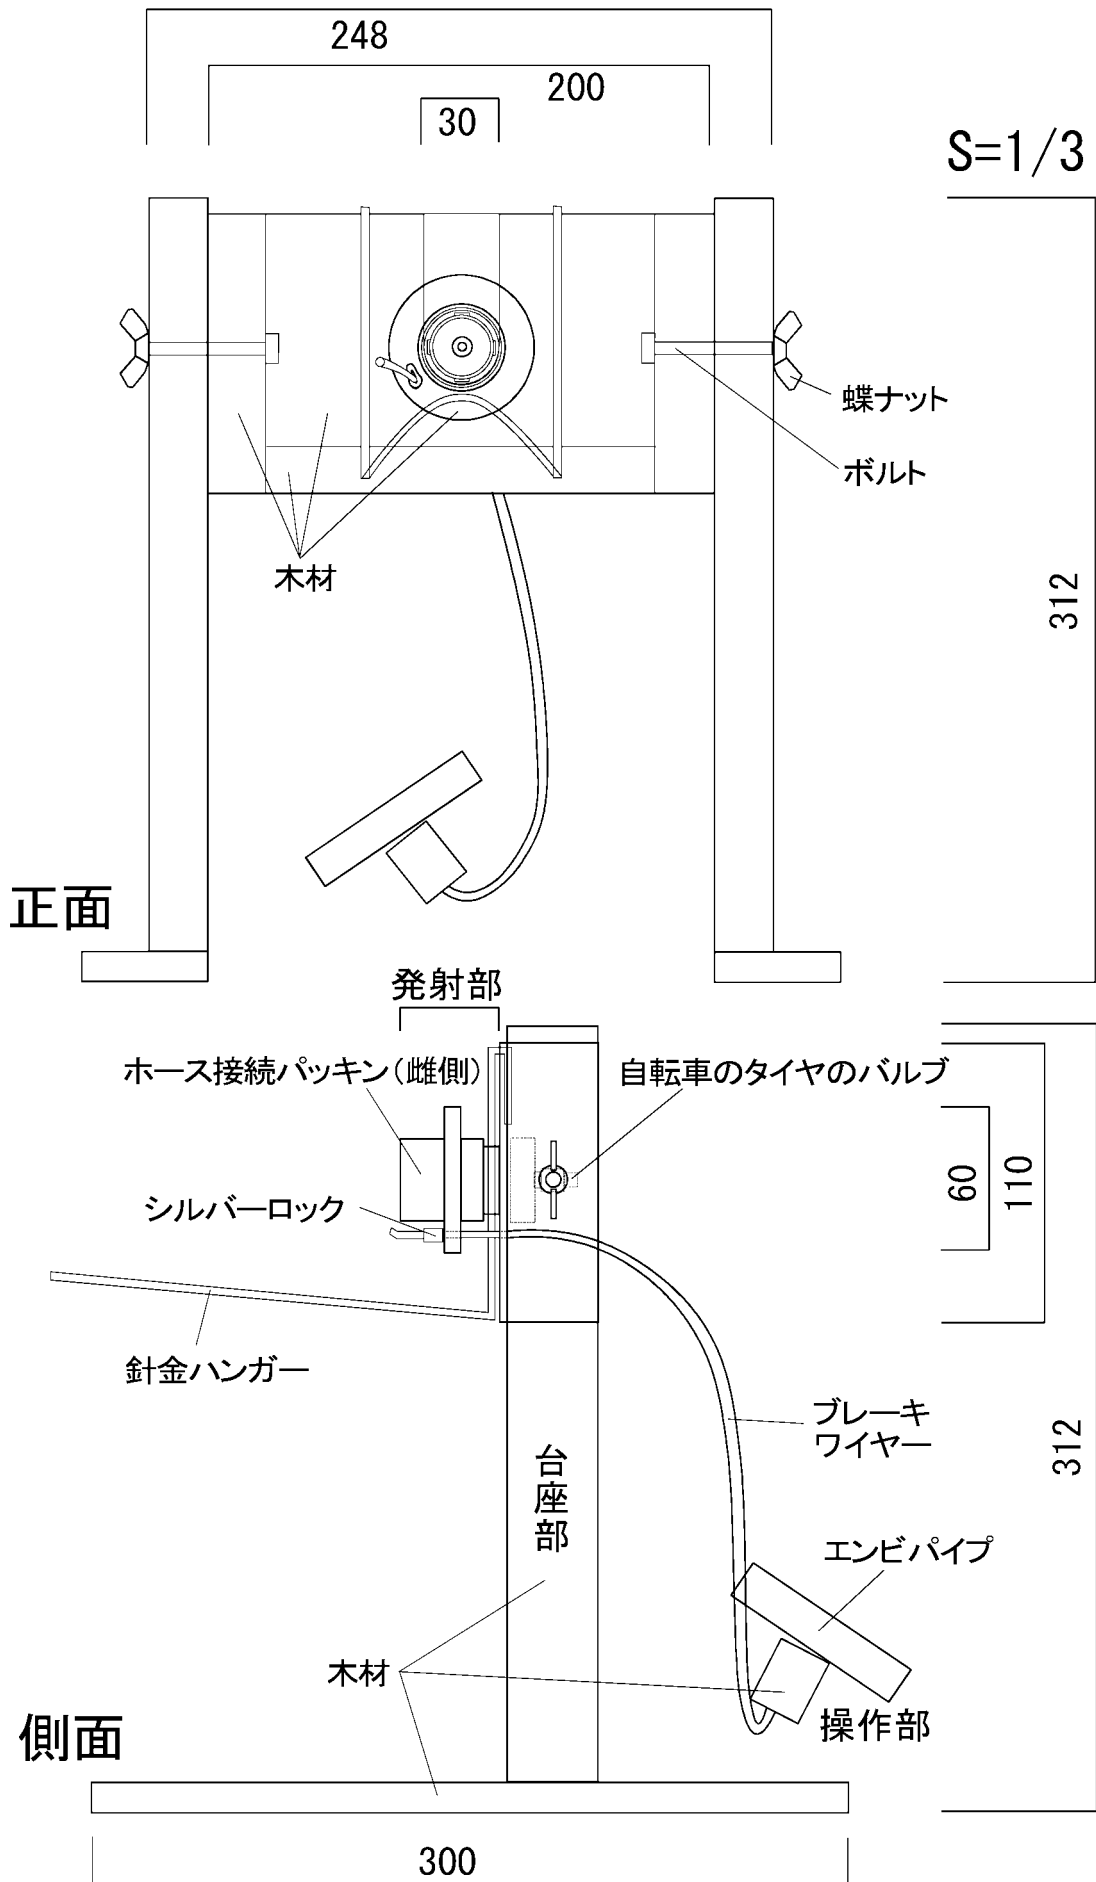 248
200
30
S=1/3
蝶ナット
ボルト
木材
312
正面
発射部
ホース接続パッキン(雌側)
自転車のタイヤのバルブ
60
110
シルバーロック
針金ハンガー
ブレーキ
ワイヤー
312
台座部
エンビパイプ
木材
操作部
側面
300